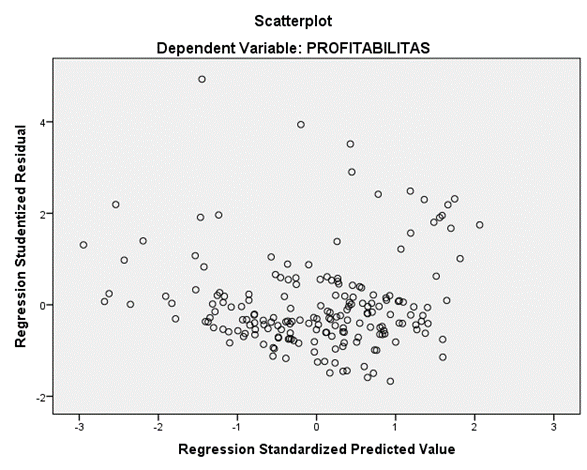 Scatterplot
Dependent Variable: PROFITABILITAS
Regression Studentized Residual
4
2
0
-2
-3 -2 -1 0 1 2 3
Regression Standardized Predicted Value